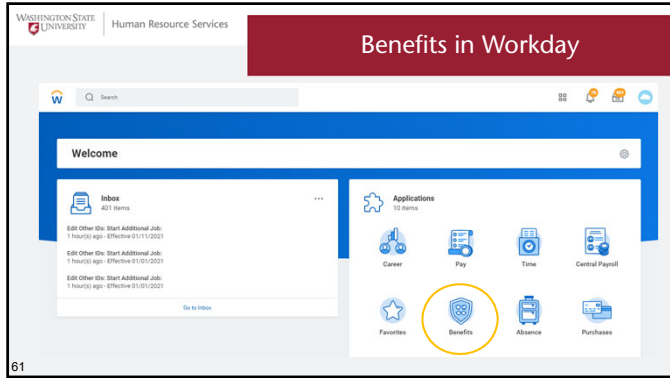 WASHINGTON STATE
UNIVERSITY
Human Resource Services
Benefits in Workday
W
Search
Welcome
Inbox
401 items
Edit Other IDs: Start Additional Job:
1 hour(s) ago - Effective 01/11/2021
Edit Other IDs: Start Additional Job:
1 hour(s) ago - Effective 01/01/2021
Edit Other IDs: Start Additional Job:
1 hour(s) ago - Effective 01/01/2021
Go to Inbox
Applications
10 items
Career Pay Time Central Payroll
Favorites Benefits Absence Purchases
61